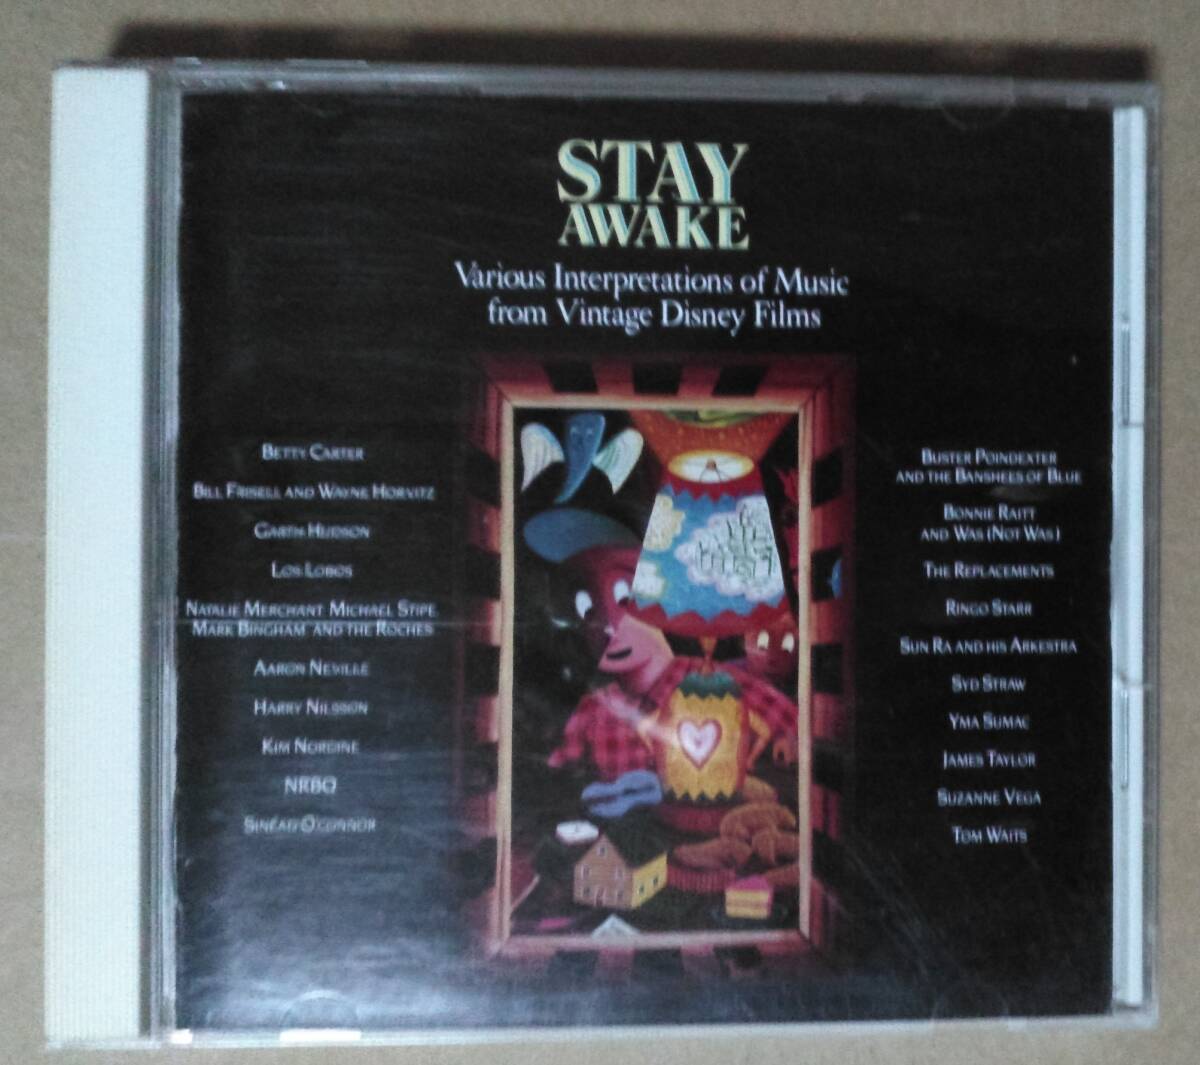 STAY
AWAKE
Various Interpretations of Music
from Vintage Disney Films
BETTY CARTER
BILL FRISELL AND WAYNE HORVITZ
GARTH HUDSON
LOS LOBOS
NATALIE MERCHANT MICHAEL STIPE
MARK BINGHAM AND THE ROCHES
AARON NEVILLE
HARRY NILSSON
KEN NORDINE
NRBQ
SINÉAD O'CONNOR
BUSTER POINDEXTER
AND THE BANSHEES OF BLUE
BONNIE RAITT
AND WAS (NOT WAS)
THE REPLACEMENTS
RINGO STARR
SUN RA AND HIS ARKESTRA
SYD STRAW
YMA SUMAC
JAMES TAYLOR
SUZANNE VEGA
TOM WAITS